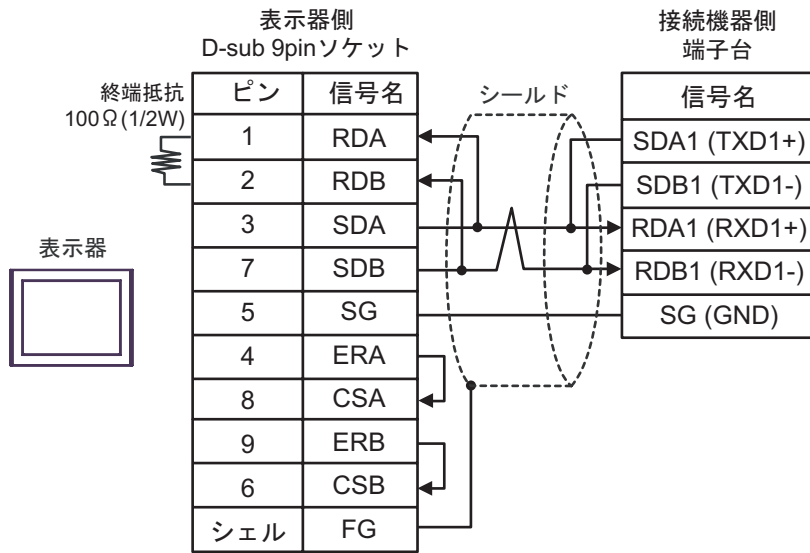 表示器側
D-sub 9pinソケット
接続機器側
端子台
終端抵抗
100Ω(1/2W)
表示器
シールド
ピン 信号名
1 RDA
2 RDB
3 SDA
7 SDB
5 SG
4 ERA
8 CSA
9 ERB
6 CSB
シェル FG
信号名
SDA1 (TXD1+)
SDB1 (TXD1-)
RDA1 (RXD1+)
RDB1 (RXD1-)
SG (GND)